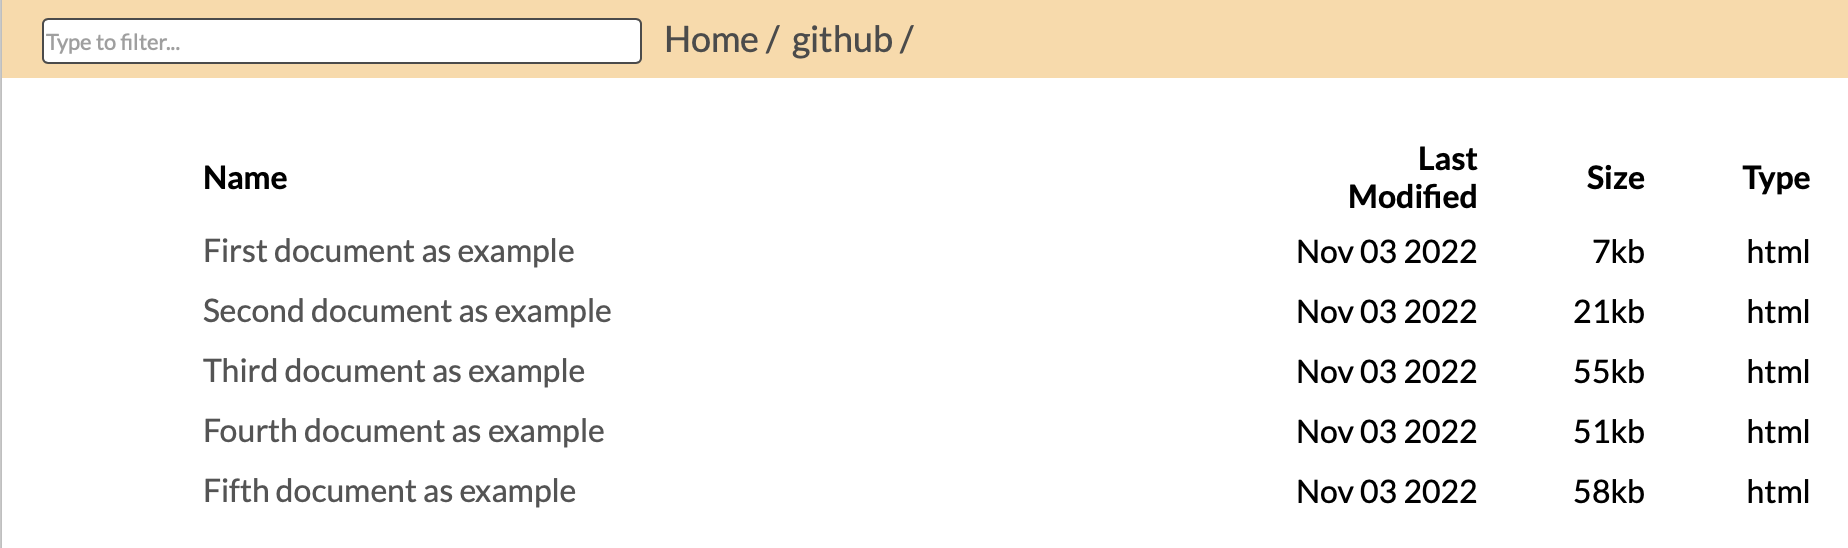 Type to filter... Home / github /
Name Last Modified Size Type
First document as example Nov 03 2022 7kb html
Second document as example Nov 03 2022 21kb html
Third document as example Nov 03 2022 55kb html
Fourth document as example Nov 03 2022 51kb html
Fifth document as example Nov 03 2022 58kb html